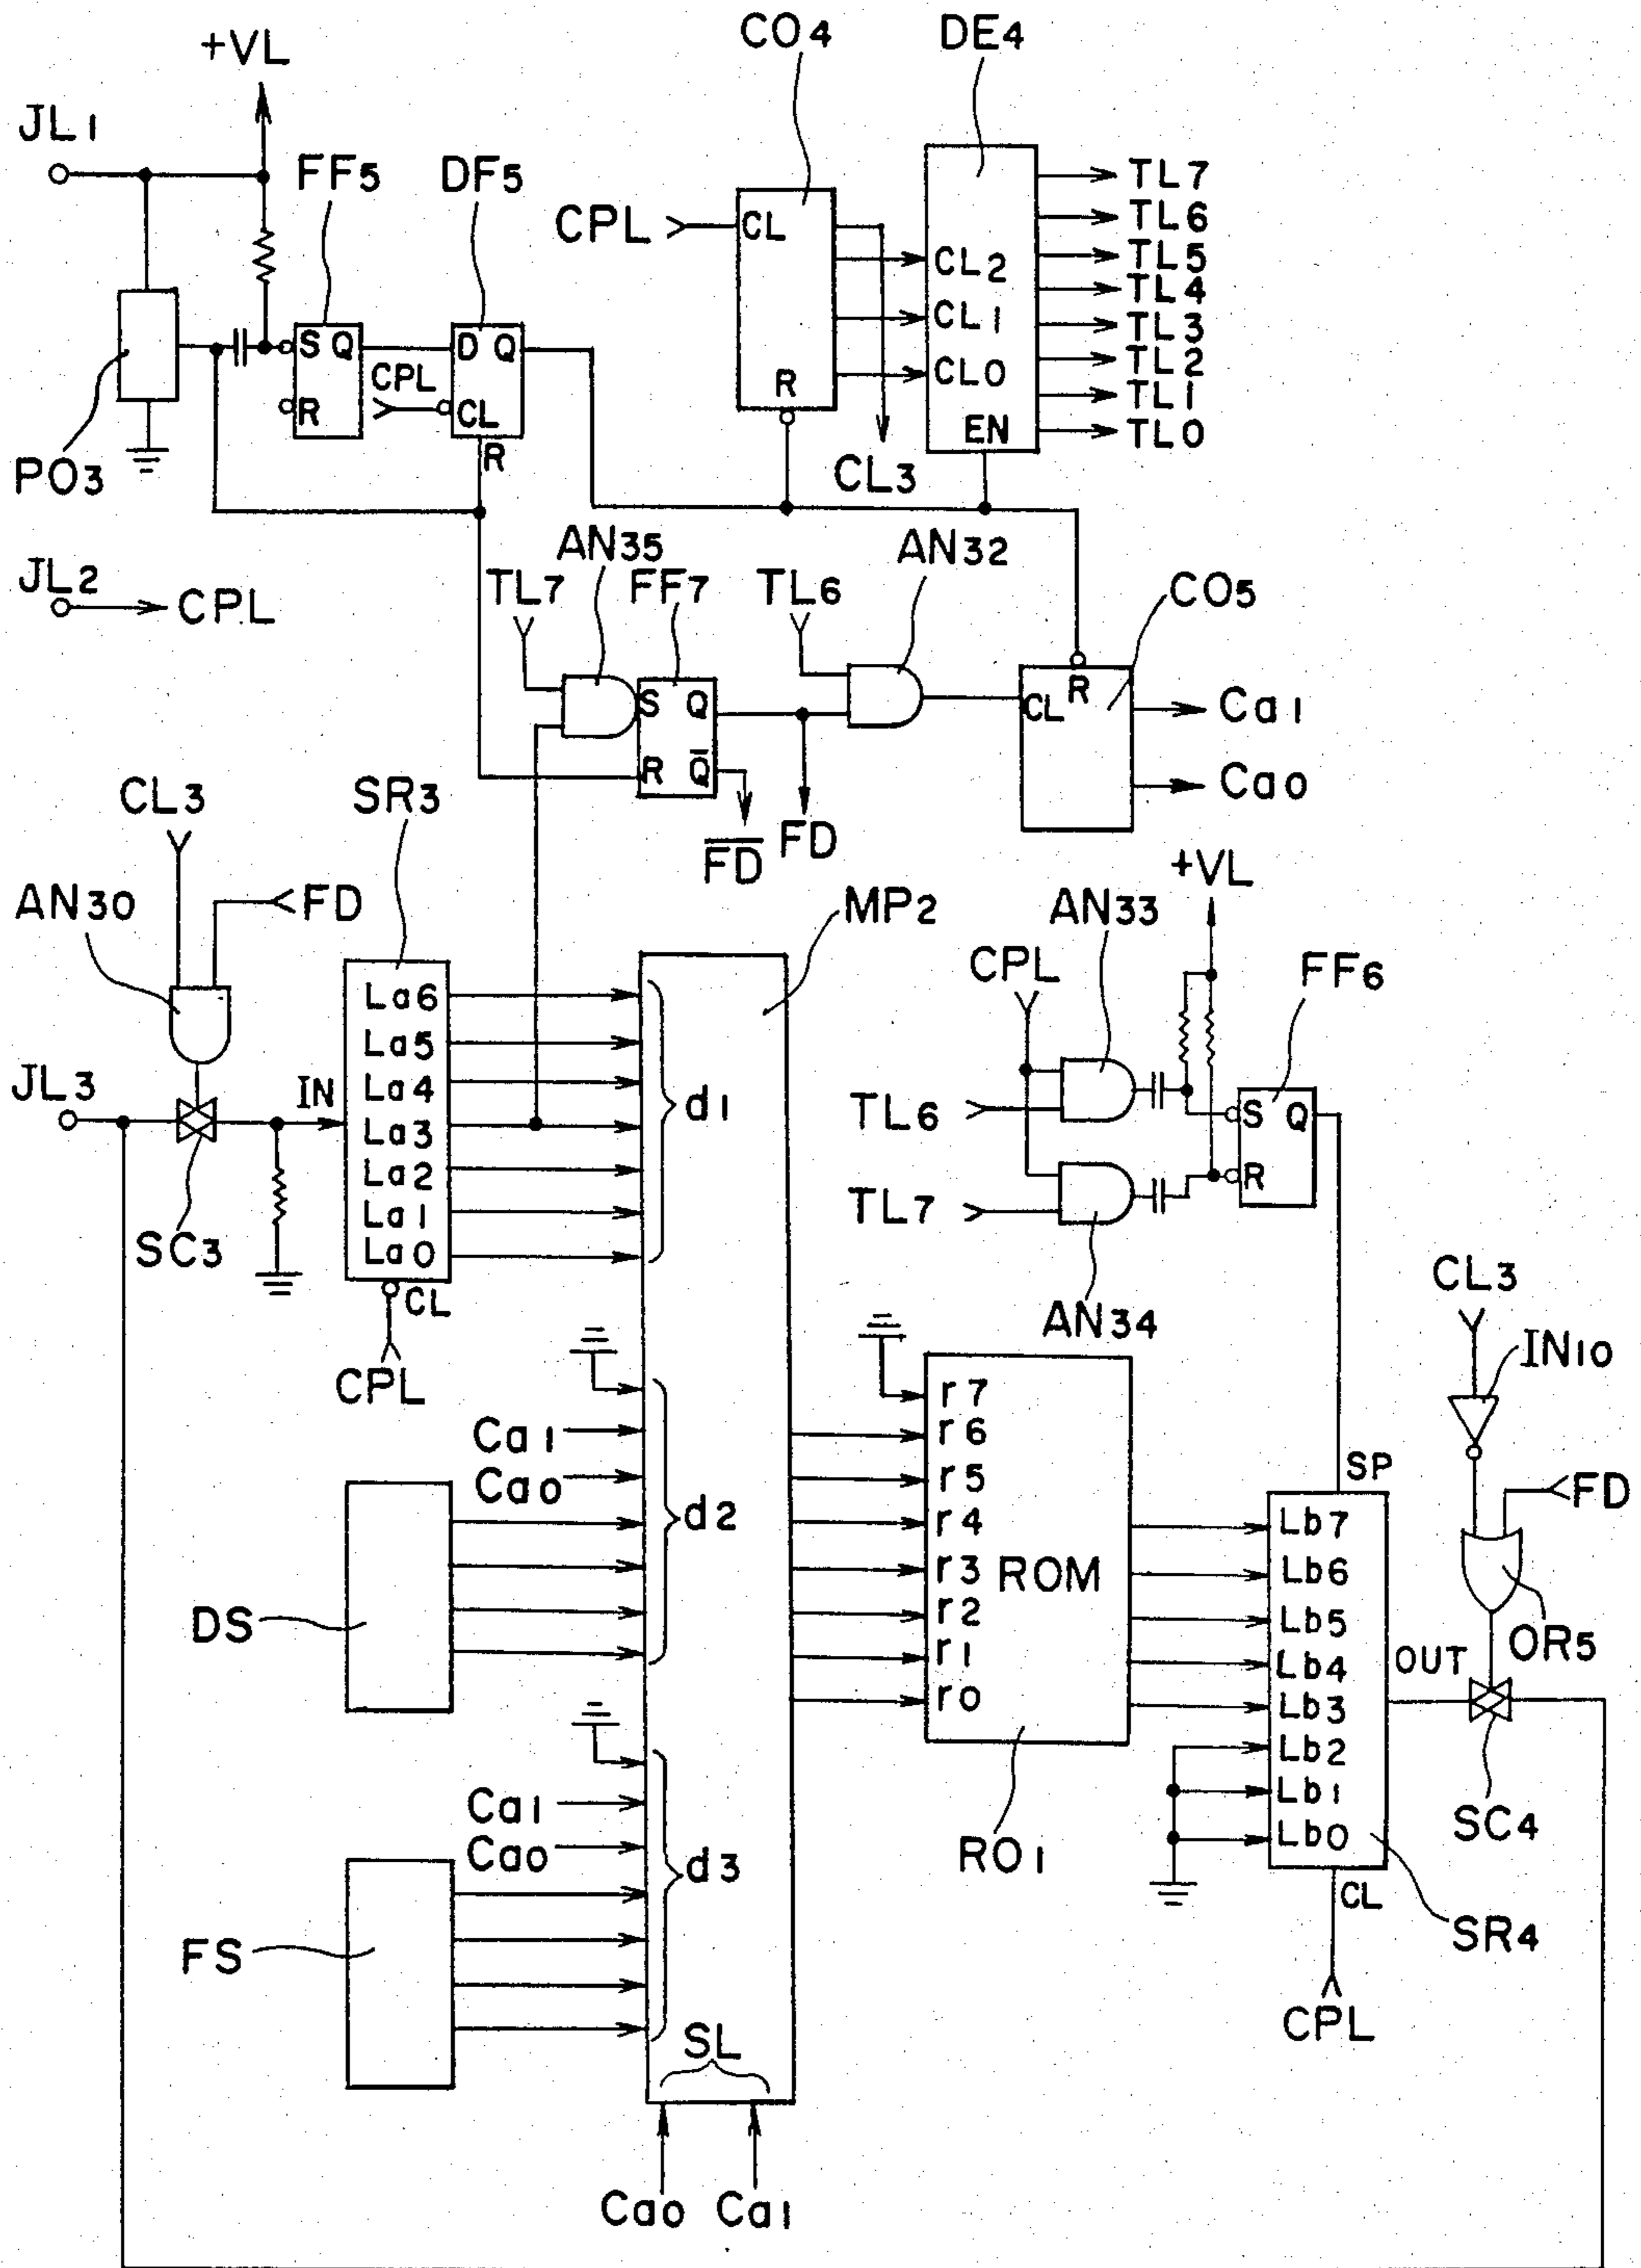 CO4 DE4
+VL
JL1
FF5 DF5
TL7
TL6
TL5
TL4
TL3
TL2
TL1
TL0
CPL CL
CL2
CL1
CL0
EN
R
CL3
S Q
R
D Q
CPL
CL
R
PO3
JL2
CPL
AN35 AN32
TL7 FF7 TL6 CO5
S Q
R Q̅
CL R
Ca1
Ca0
F̅D̅ FD
CL3 SR3
AN30 FD
MP2
+VL
AN33
CPL FF6
La6
La5
La4
La3
La2
La1
La0
d1
JL3 IN
SC3
CL
CPL
TL6
TL7
S Q
R
AN34
CL3
IN10
FD
OR5
Ca1
Ca0
d2
DS
r7
r6
r5
r4
r3
r2
r1
r0
ROM
RO1
SP
Lb7
Lb6
Lb5
Lb4
Lb3
Lb2
Lb1
Lb0
OUT
SC4
CL
SR4
CPL
Ca1
Ca0
d3
FS
SL
Ca0 Ca1